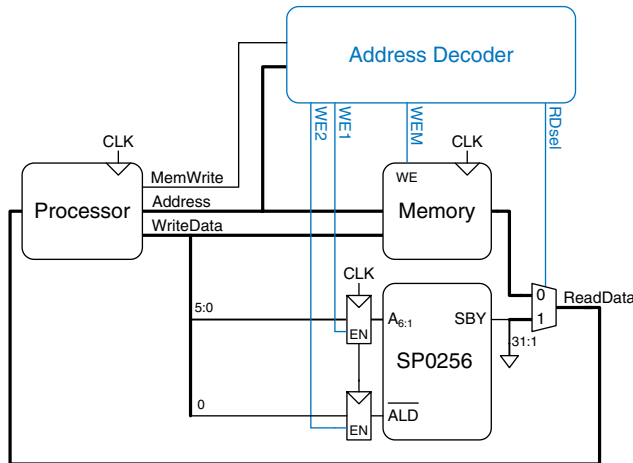 Address Decoder
WE2
WE1
WEM
RDsel
CLK
CLK
MemWrite
WE
Processor
Address
Memory
WriteData
CLK
0
ReadData
5:0
A6:1
SBY
1
EN
31:1
SP0256
0
ALD
EN